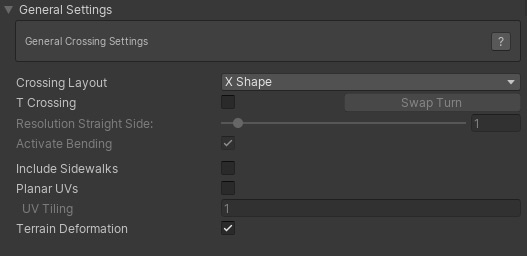 General Settings
General Crossing Settings ?
Crossing Layout X Shape
T Crossing Swap Turn
Resolution Straight Side: 1
Activate Bending
Include Sidewalks
Planar UVs
UV Tiling 1
Terrain Deformation